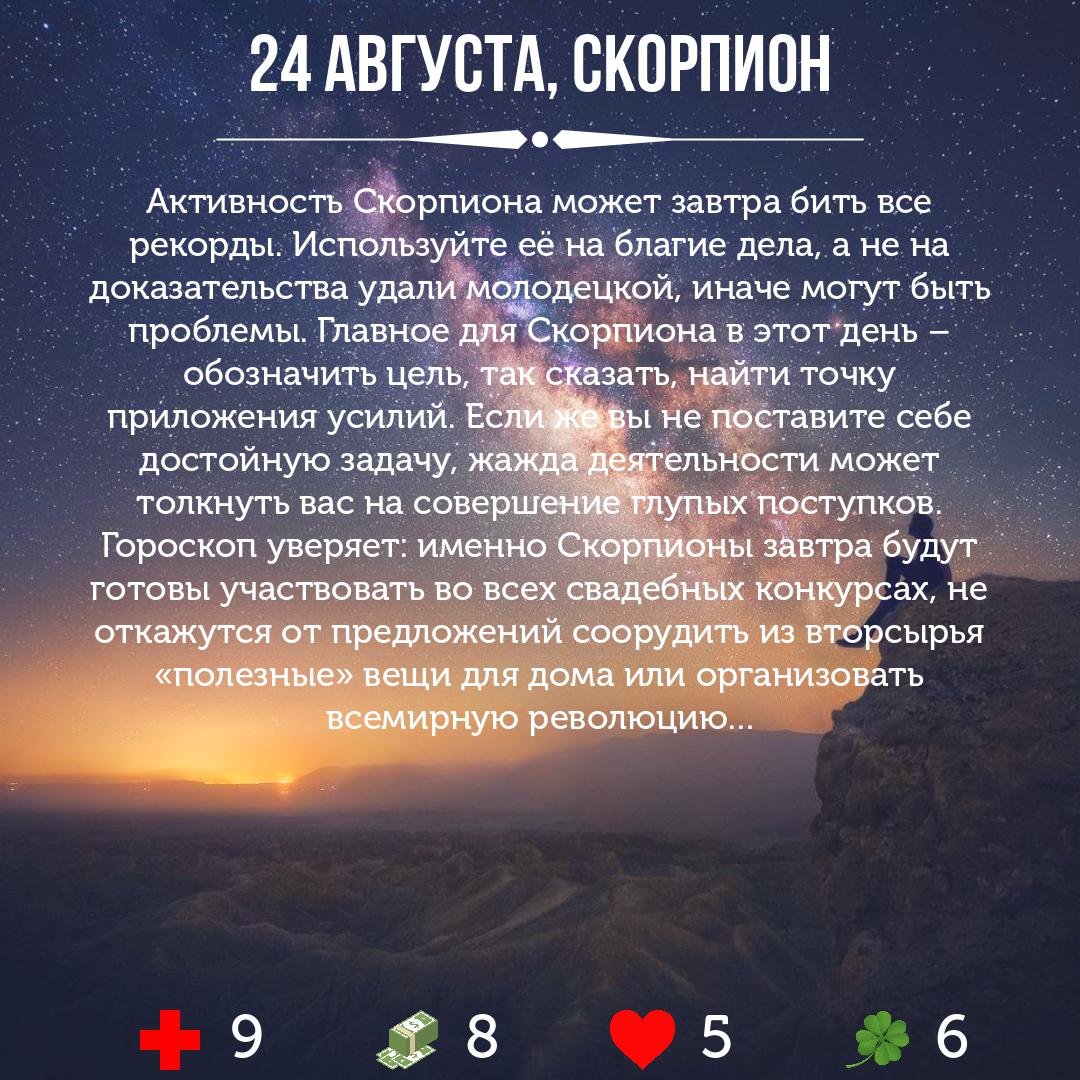 24 АВГУСТА, СКОРПИОН
Активность Скорпиона может завтра бить все
рекорды. Используйте её на благие дела, а не на
доказательства удали молодецкой, иначе могут быть
проблемы. Главное для Скорпиона в этот день –
обозначить цель, так сказать, найти точку
приложения усилий. Если же вы не поставите себе
достойную задачу, жажда деятельности может
толкнуть вас на совершение глупых поступков.
Гороскоп уверяет: именно Скорпионы завтра будут
готовы участвовать во всех свадебных конкурсах, не
откажутся от предложений соорудить из вторсырья
«полезные» вещи для дома или организовать
всемирную революцию...
9 8 5 6